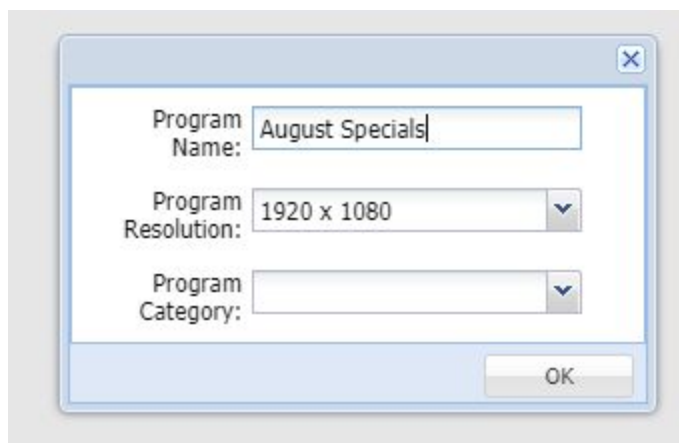 Program
Name:
August Specials
Program
Resolution:
1920 x 1080
Program
Category:
OK